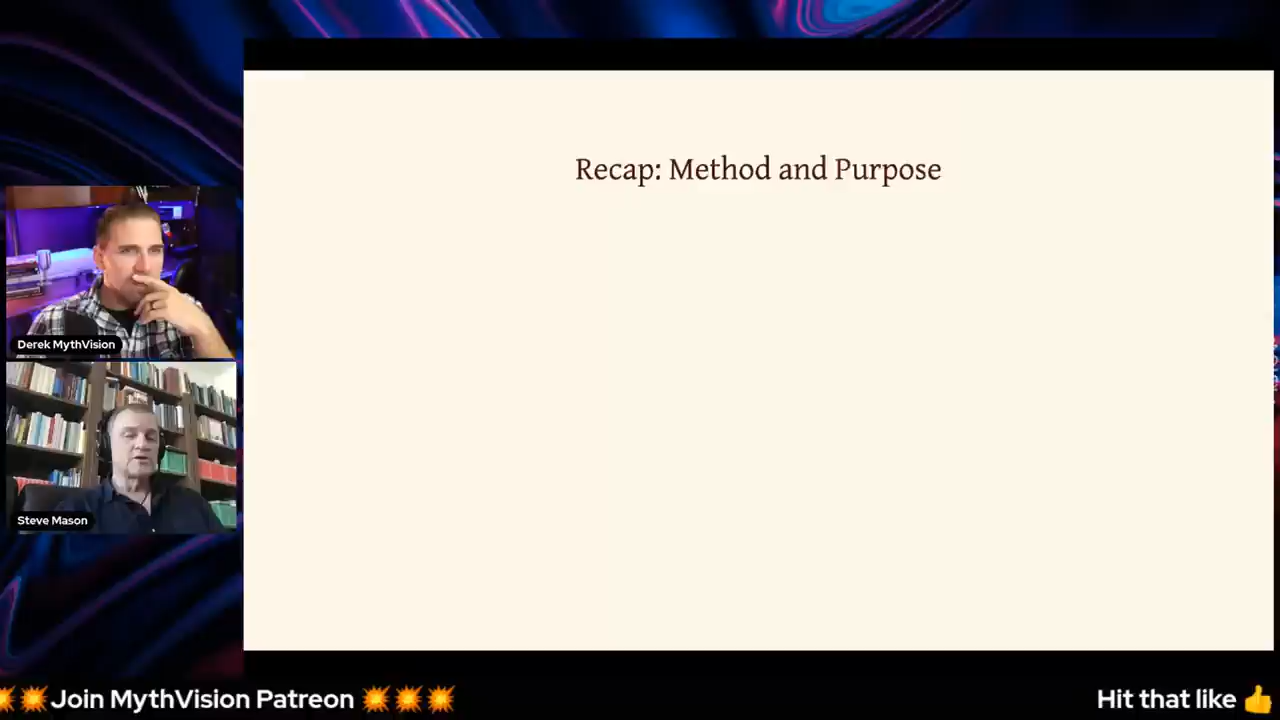 Recap: Method and Purpose
Derek MythVision
Steve Mason
💥💥Join MythVision Patreon 💥💥💥
Hit that like 👍